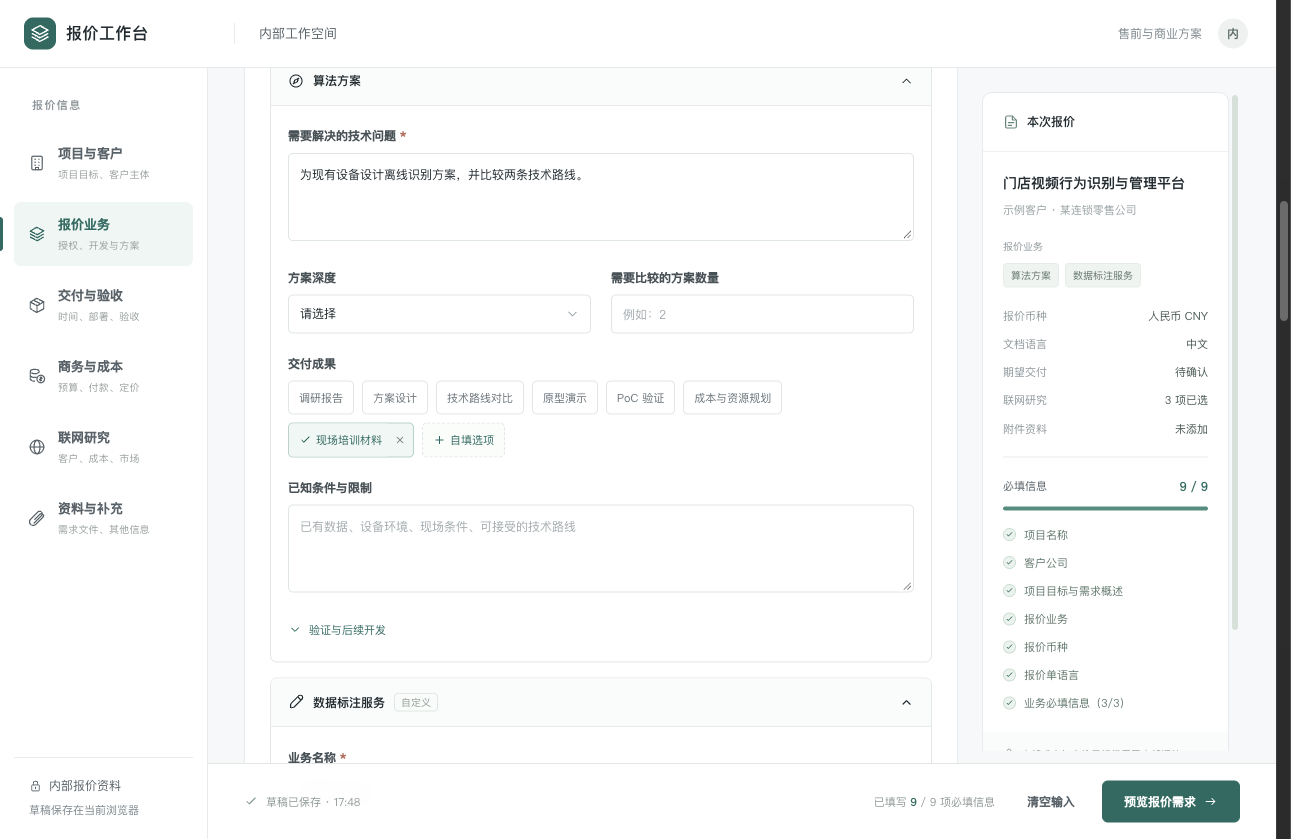 报价工作台
内部工作空间
售前与商业方案
内
报价信息
项目与客户
项目目标、客户主体
报价业务
授权、开发与方案
交付与验收
时间、部署、验收
商务与成本
预算、付款、定价
联网研究
客户、成本、市场
资料与补充
需求文件、其他信息
内部报价资料
草稿保存在当前浏览器
算法方案
需要解决的技术问题 *
为现有设备设计离线识别方案，并比较两条技术路线。
方案深度
需要比较的方案数量
请选择
例如：2
交付成果
调研报告
方案设计
技术路线对比
原型演示
PoC 验证
成本与资源规划
现场培训材料
自填选项
已知条件与限制
已有数据、设备环境、现场条件、可接受的技术路线
验证与后续开发
数据标注服务
自定义
业务名称 *
本次报价
门店视频行为识别与管理平台
示例客户 · 某连锁零售公司
报价业务
算法方案
数据标注服务
报价币种 人民币 CNY
文档语言 中文
期望交付 待确认
联网研究 3 项已选
附件资料 未添加
必填信息 9 / 9
项目名称
客户公司
项目目标与需求概述
报价业务
报价币种
报价单语言
业务必填信息（3/3）
草稿已保存 · 17:48
已填写 9 / 9 项必填信息
清空输入
预览报价需求